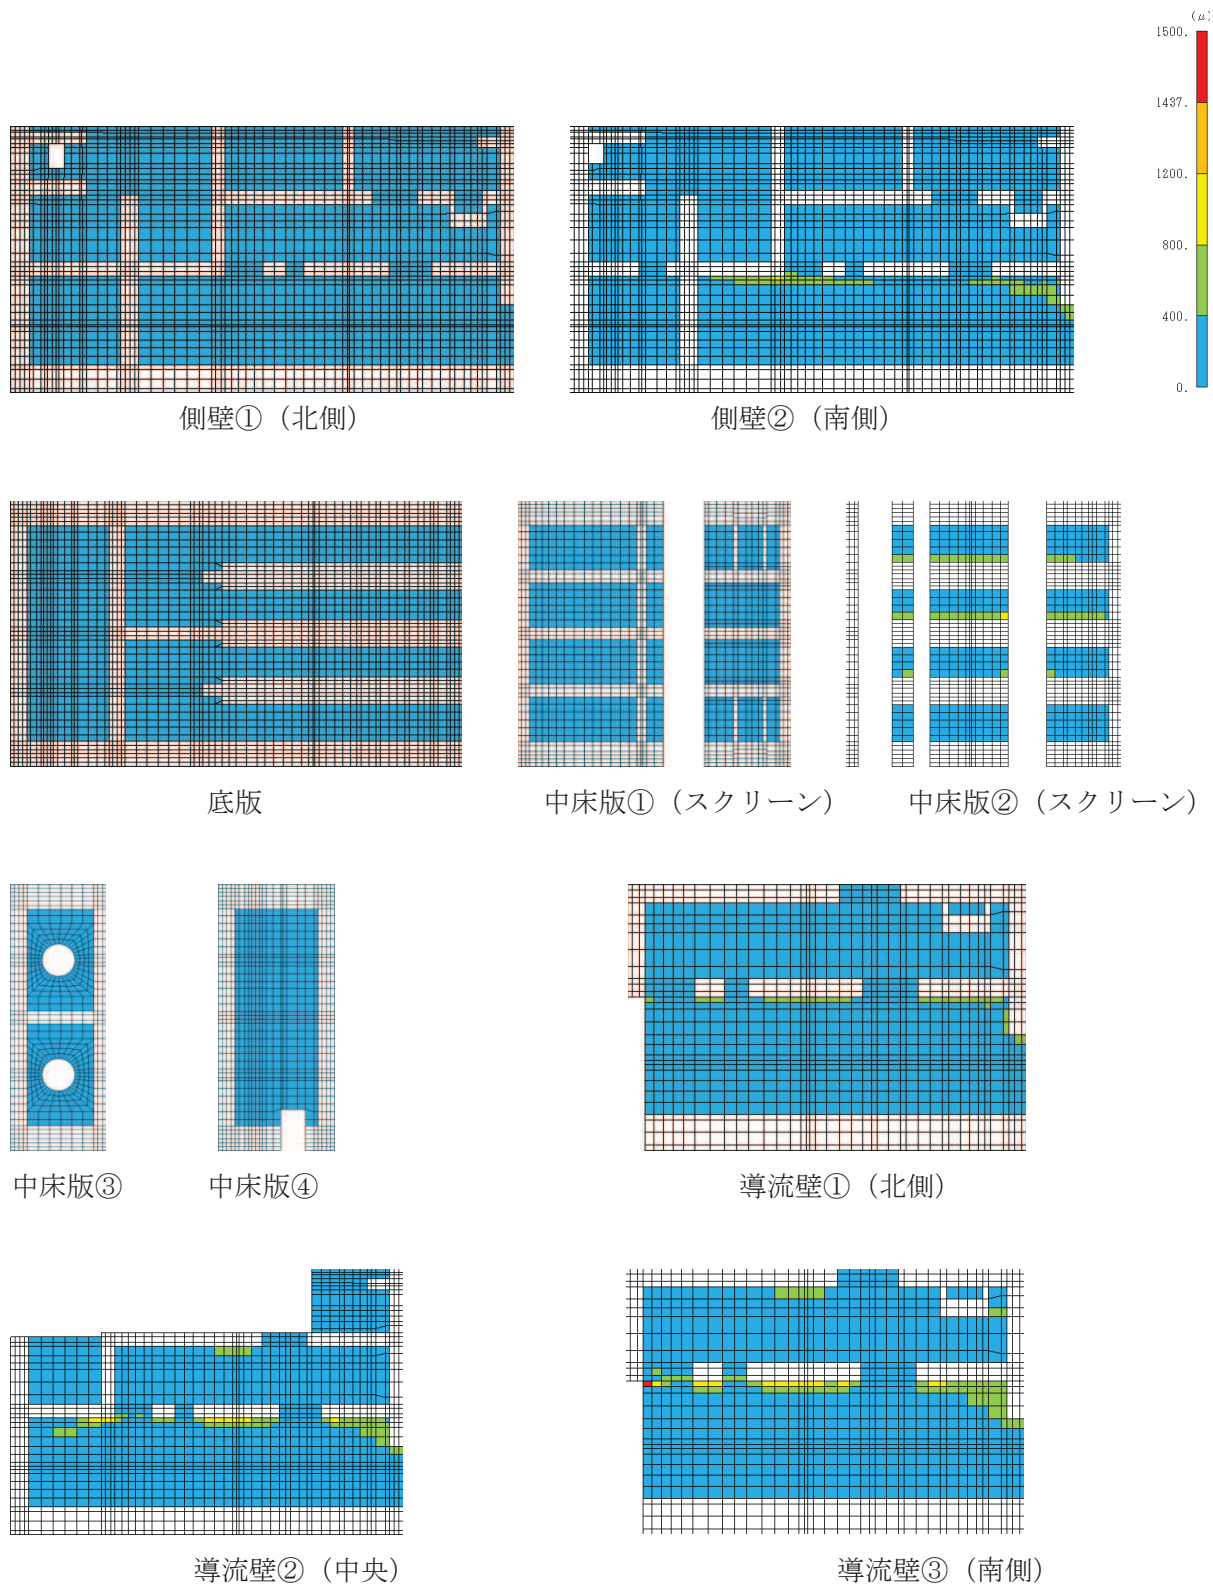 (μ)
1500.
1437.
1200.
800.
400.
0.
側壁①（北側）
側壁②（南側）
底版
中床版①（スクリーン）
中床版②（スクリーン）
中床版③
中床版④
導流壁①（北側）
導流壁②（中央）
導流壁③（南側）